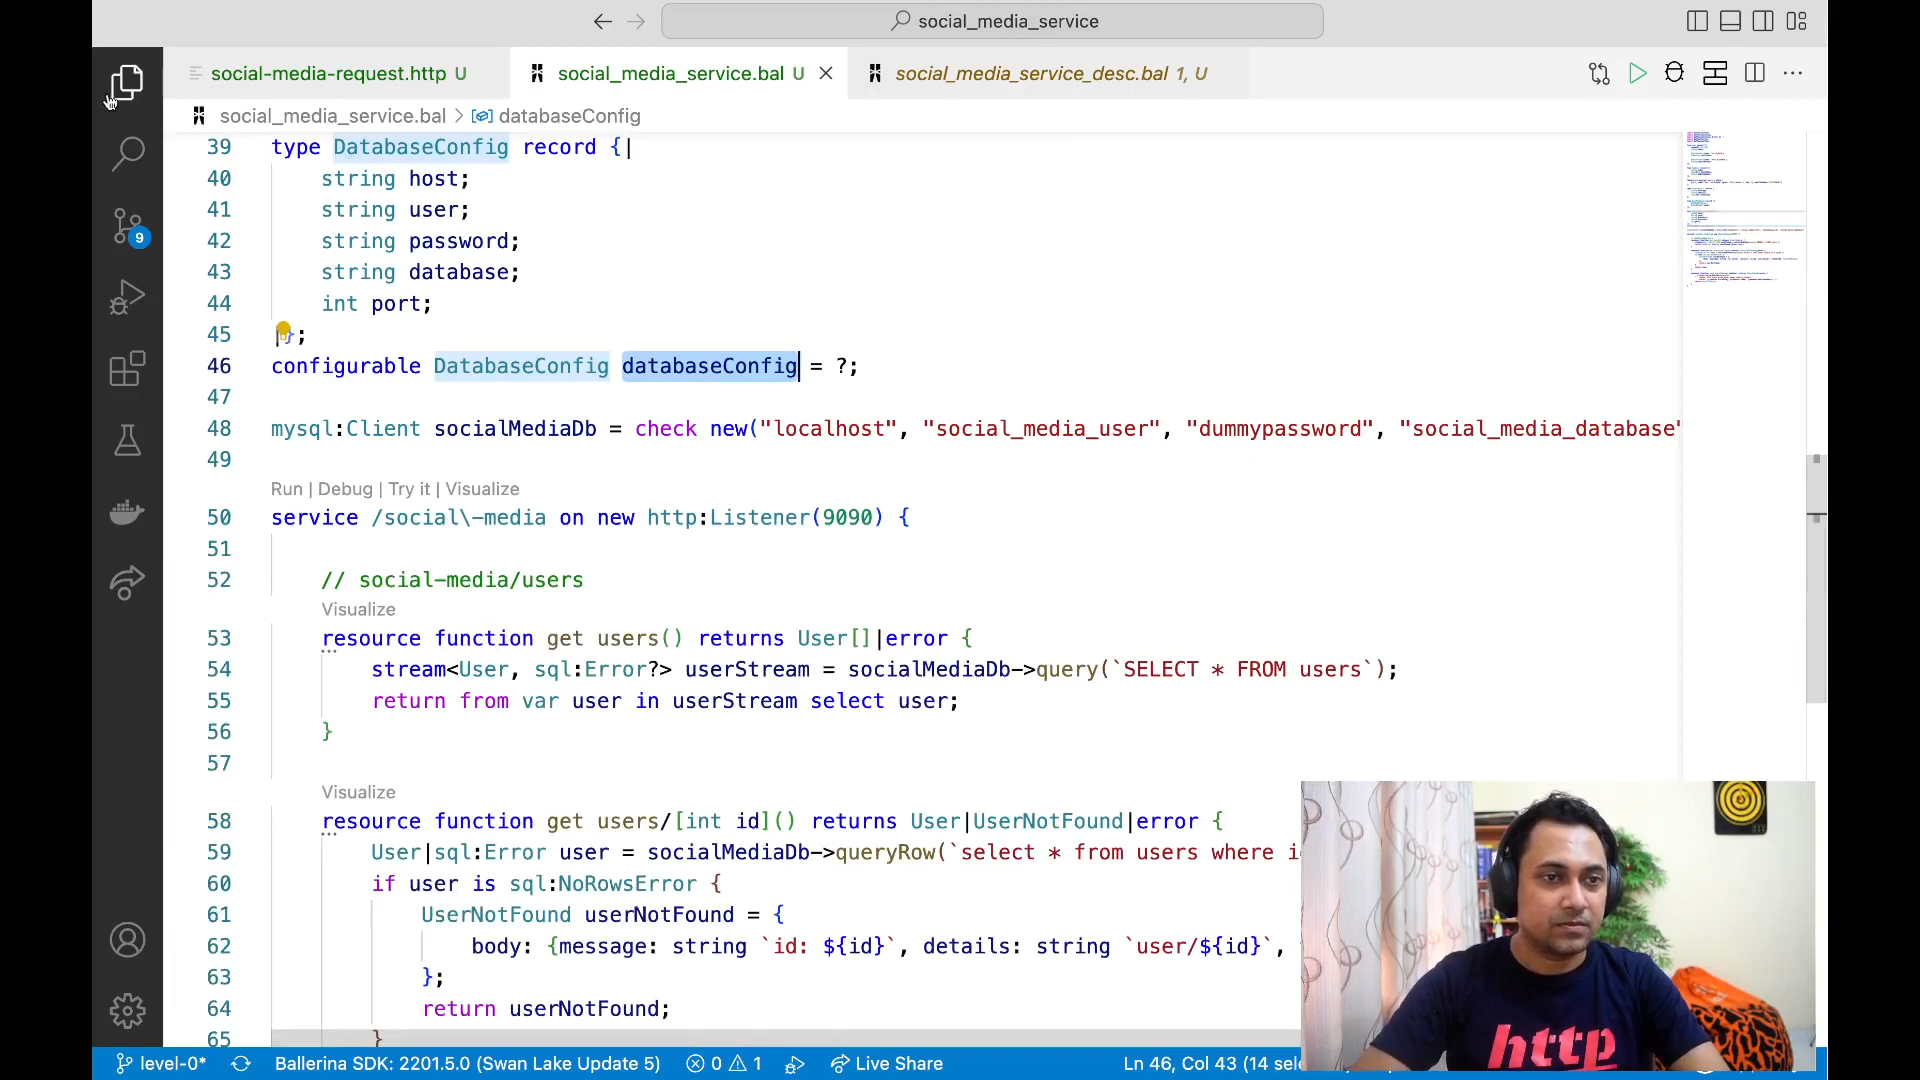 social_media_service
social-media-request.http U
social_media_service.bal U
social_media_service_desc.bal 1, U
social_media_service.bal > databaseConfig
39 type DatabaseConfig record {|
40 string host;
41 string user;
42 string password;
43 string database;
44 int port;
45 |};
46 configurable DatabaseConfig databaseConfig = ?;
47
48 mysql:Client socialMediaDb = check new("localhost", "social_media_user", "dummypassword", "social_media_database"
49
Run | Debug | Try it | Visualize
50 service /social\-media on new http:Listener(9090) {
51
52 // social-media/users
Visualize
53 resource function get users() returns User[]|error {
54 stream<User, sql:Error?> userStream = socialMediaDb->query(`SELECT * FROM users`);
55 return from var user in userStream select user;
56 }
57
Visualize
58 resource function get users/[int id]() returns User|UserNotFound|error {
59 User|sql:Error user = socialMediaDb->queryRow(`select * from users where i
60 if user is sql:NoRowsError {
61 UserNotFound userNotFound = {
62 body: {message: string `id: ${id}`, details: string `user/${id}`,
63 };
64 return userNotFound;
65 }
9
http
level-0* Ballerina SDK: 2201.5.0 (Swan Lake Update 5) 0 1 Live Share Ln 46, Col 43 (14 sele